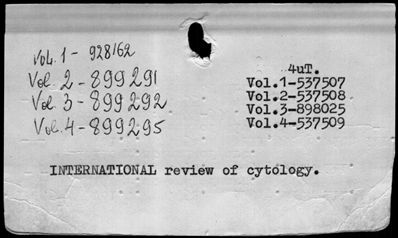 Vol. 1 - 928162
Vol. 2 - 899291
Vol. 3 - 899292
Vol. 4 - 899295
4uT.
Vol.1-537507
Vol.2-537508
Vol.3-898025
Vol.4-537509
INTERNATIONAL review of cytology.